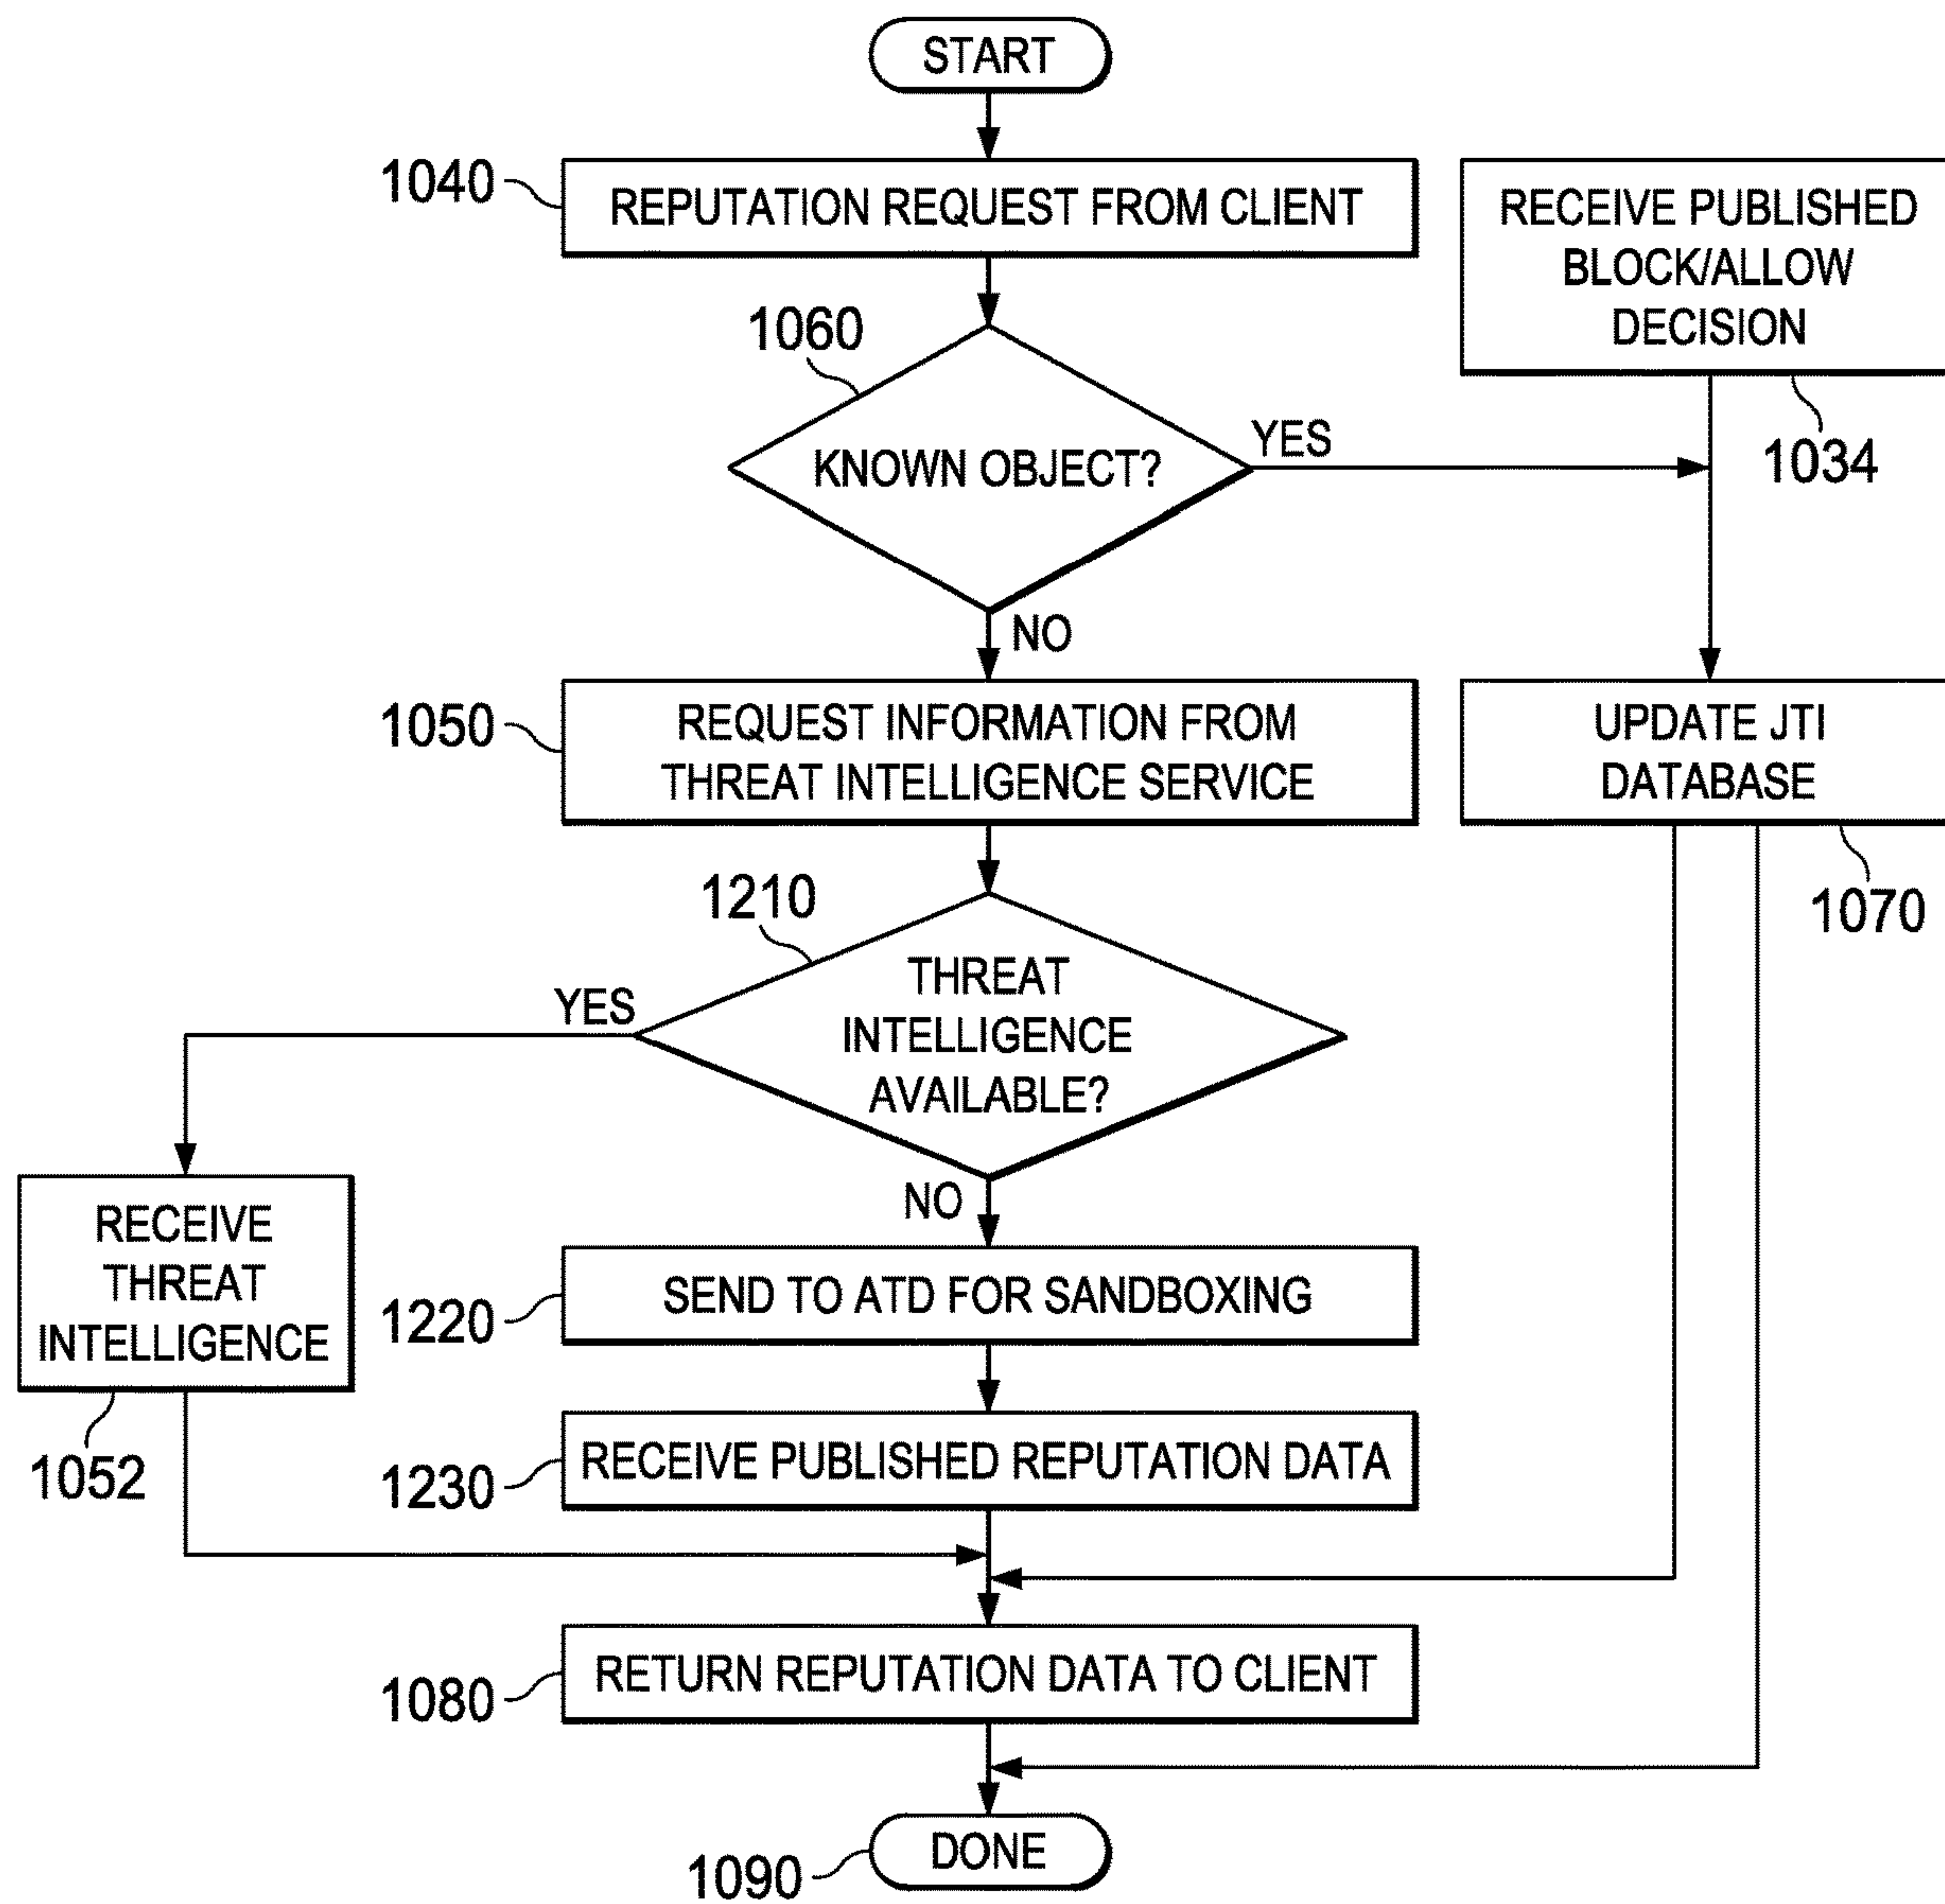 START
1040
REPUTATION REQUEST FROM CLIENT
RECEIVE PUBLISHED
BLOCK/ALLOW
DECISION
1034
1060
KNOWN OBJECT?
YES
NO
1050
REQUEST INFORMATION FROM
THREAT INTELLIGENCE SERVICE
UPDATE JTI
DATABASE
1070
1210
THREAT
INTELLIGENCE
AVAILABLE?
YES
NO
RECEIVE
THREAT
INTELLIGENCE
1052
1220
SEND TO ATD FOR SANDBOXING
1230
RECEIVE PUBLISHED REPUTATION DATA
1080
RETURN REPUTATION DATA TO CLIENT
1090
DONE